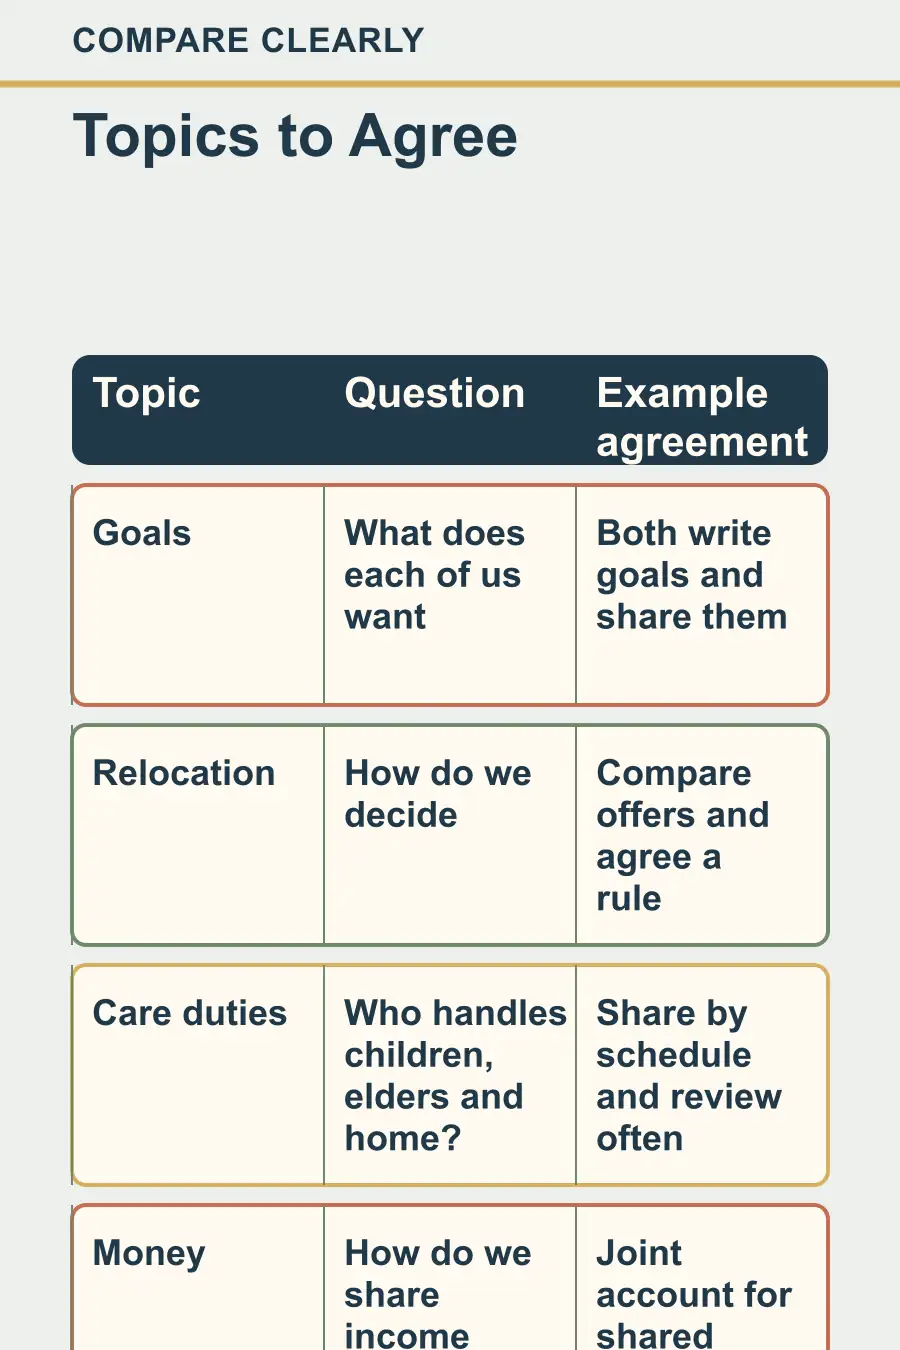 COMPARE CLEARLY
Topics to Agree
Topic
Question
Example
agreement
Goals
What does
each of us
want
Both write
goals and
share them
Relocation
How do we
decide
Compare
offers and
agree a
rule
Care duties
Who handles
children,
elders and
home?
Share by
schedule
and review
often
Money
How do we
share
income
Joint
account for
shared